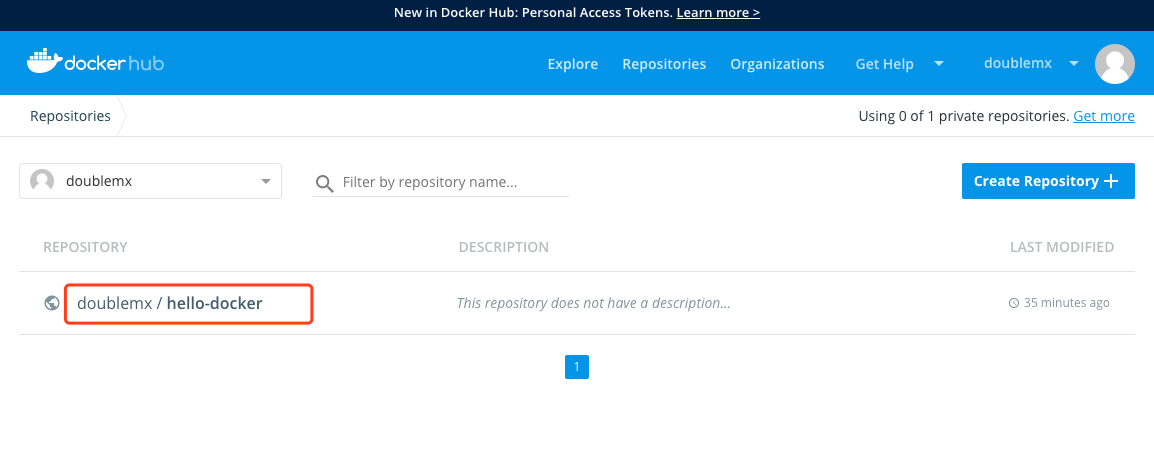 New in Docker Hub: Personal Access Tokens. Learn more >
docker hub
Explore Repositories Organizations Get Help doublemx
Repositories
Using 0 of 1 private repositories. Get more
doublemx
Filter by repository name...
Create Repository
REPOSITORY DESCRIPTION LAST MODIFIED
doublemx / hello-docker This repository does not have a description... 35 minutes ago
1